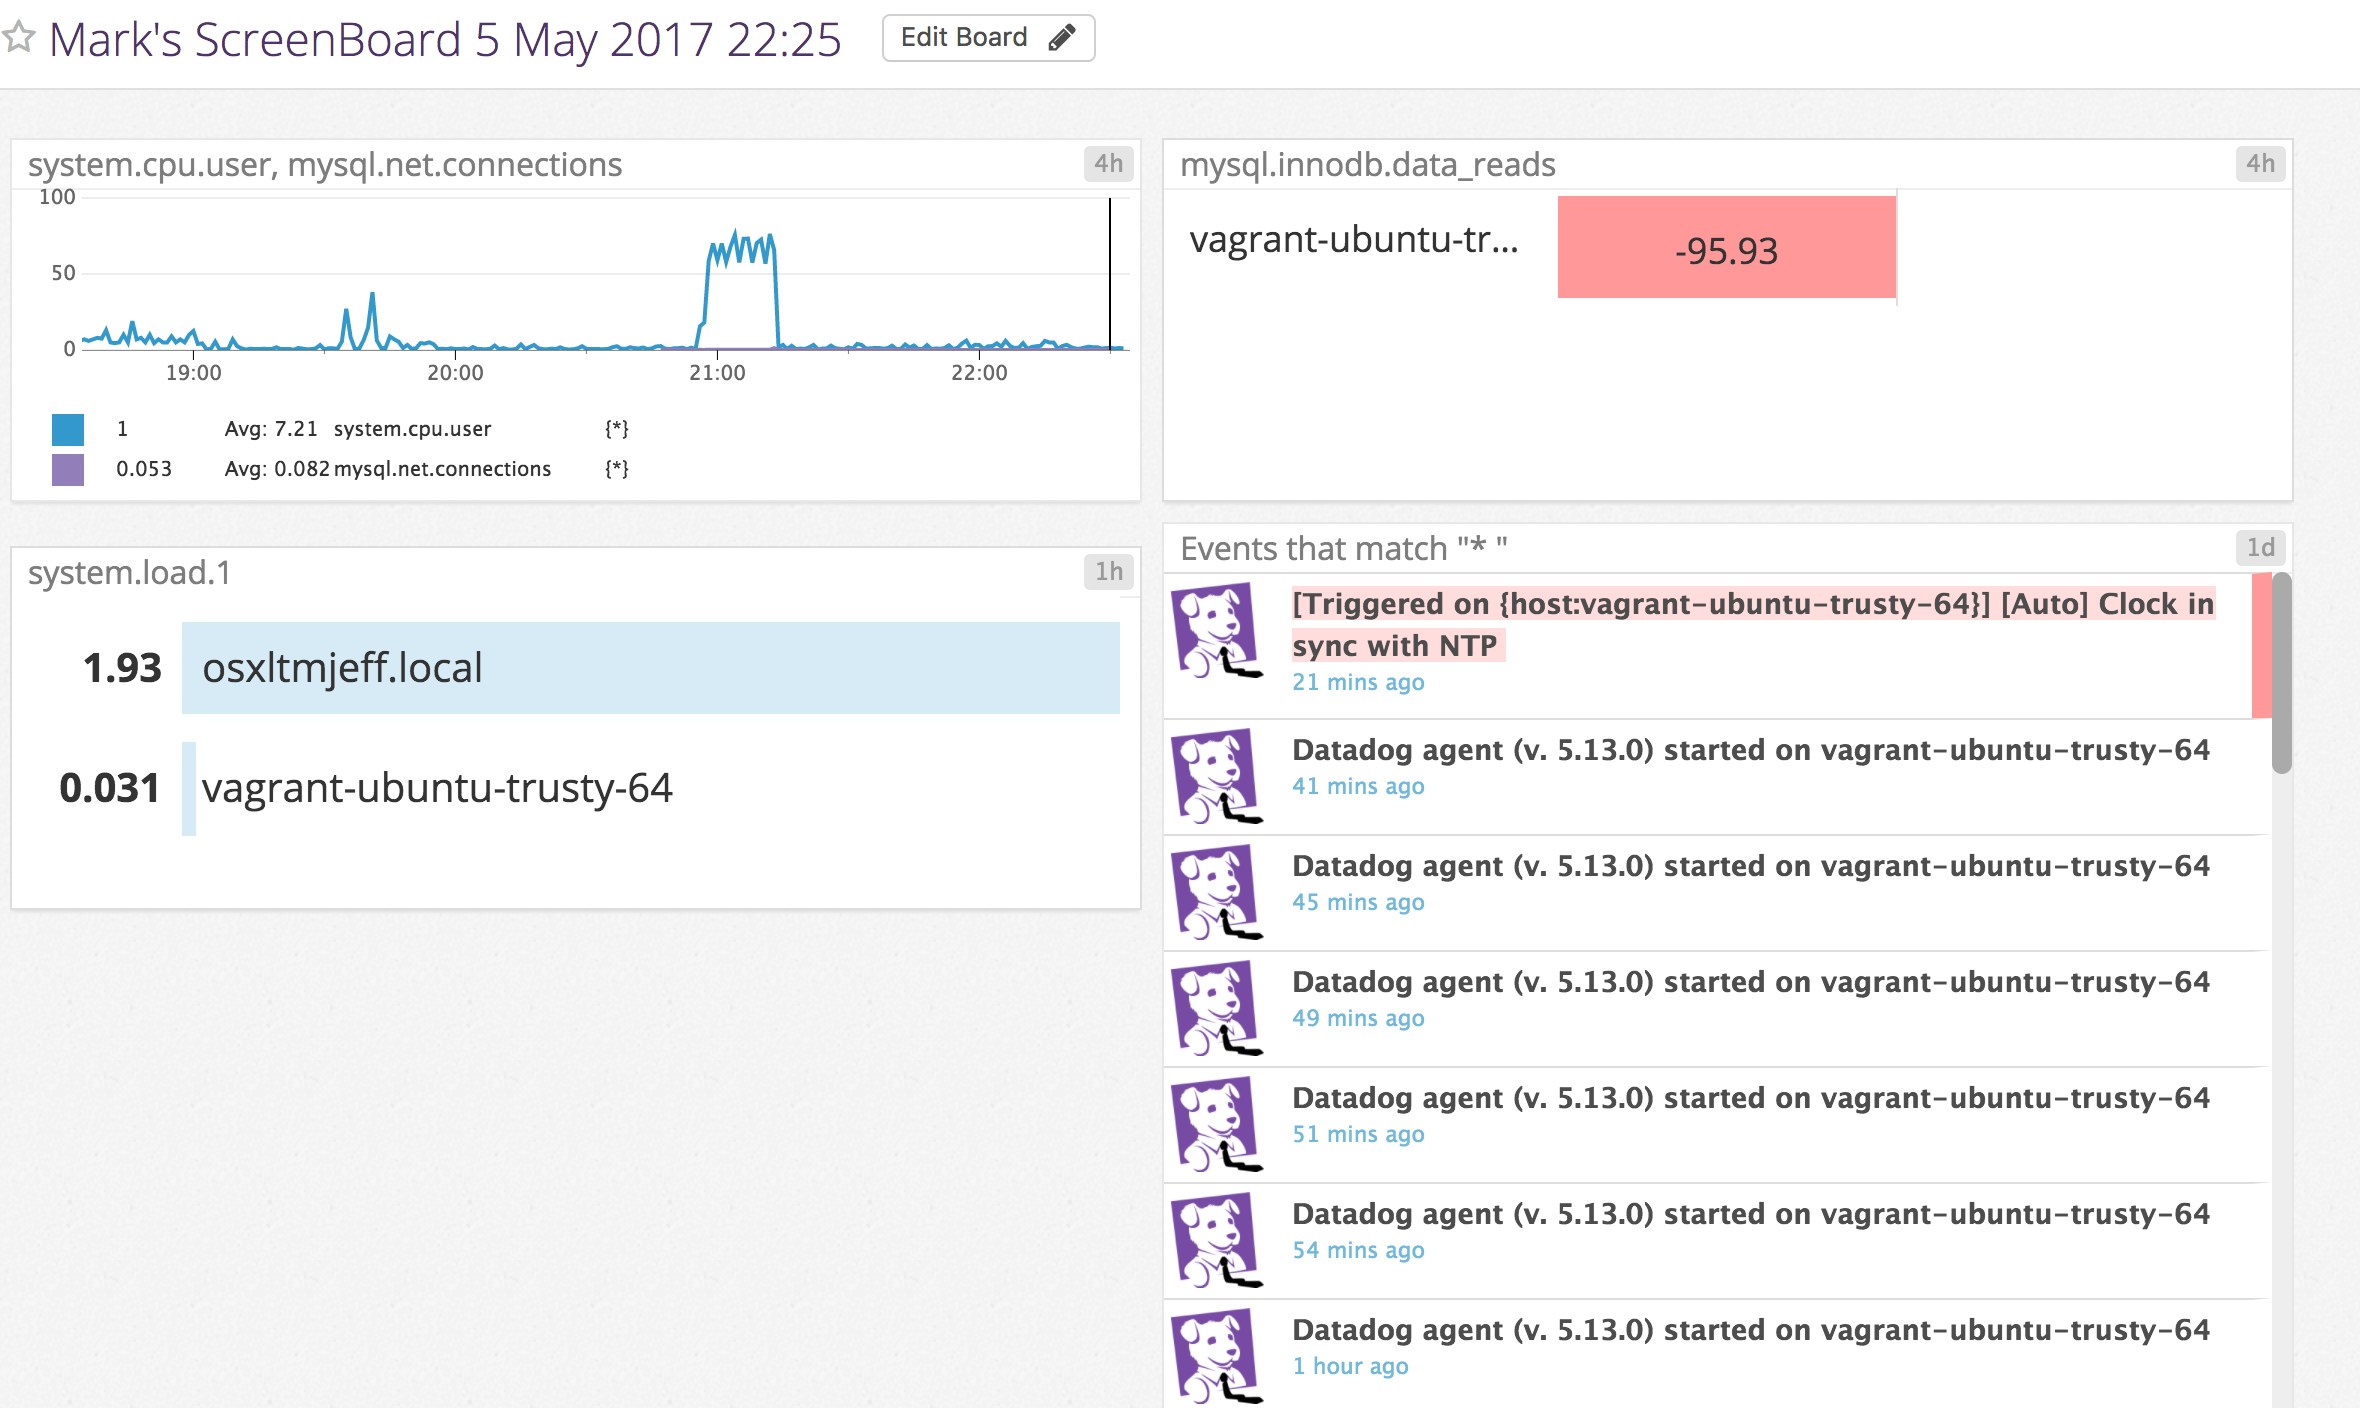 Mark's ScreenBoard 5 May 2017 22:25
Edit Board
system.cpu.user, mysql.net.connections
4h
100
50
0
19:00
20:00
21:00
22:00
1 Avg: 7.21 system.cpu.user {*}
0.053 Avg: 0.082 mysql.net.connections {*}
mysql.innodb.data_reads
4h
vagrant-ubuntu-tr...
-95.93
system.load.1
1h
1.93 osxltmjeff.local
0.031 vagrant-ubuntu-trusty-64
Events that match "* "
1d
[Triggered on {host:vagrant-ubuntu-trusty-64}] [Auto] Clock in
sync with NTP
21 mins ago
Datadog agent (v. 5.13.0) started on vagrant-ubuntu-trusty-64
41 mins ago
Datadog agent (v. 5.13.0) started on vagrant-ubuntu-trusty-64
45 mins ago
Datadog agent (v. 5.13.0) started on vagrant-ubuntu-trusty-64
49 mins ago
Datadog agent (v. 5.13.0) started on vagrant-ubuntu-trusty-64
51 mins ago
Datadog agent (v. 5.13.0) started on vagrant-ubuntu-trusty-64
54 mins ago
Datadog agent (v. 5.13.0) started on vagrant-ubuntu-trusty-64
1 hour ago